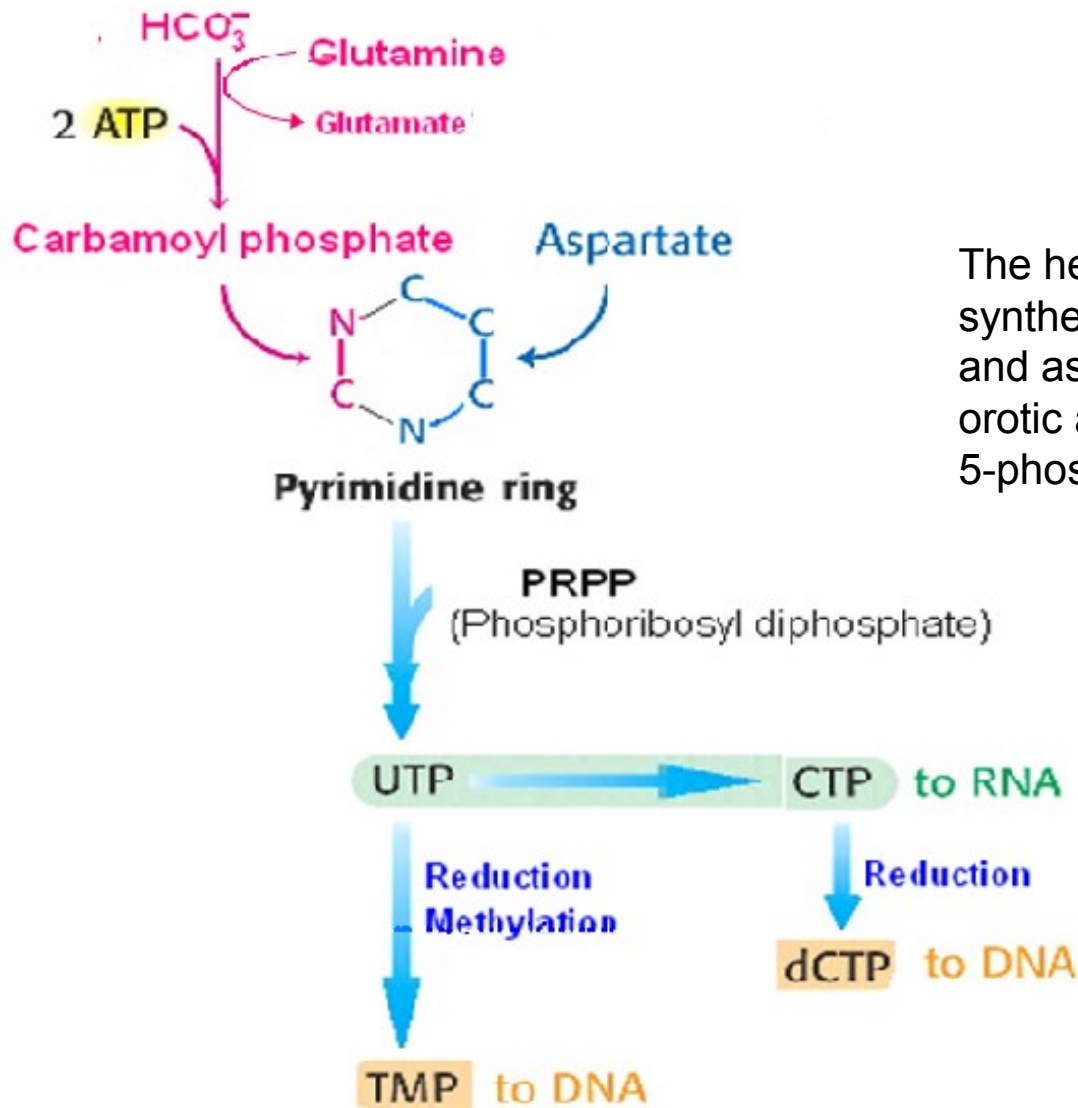 HCO₃⁻
Glutamine
2 ATP
Glutamate
Carbamoyl phosphate
Aspartate
The
synthe
and as
orotic
5-phos
C
N
C
C
C
N
Pyrimidine ring
PRPP
(Phosphoribosyl diphosphate)
UTP
CTP
to RNA
Reduction
Methylation
Reduction
dCTP
to DNA
TMP
to DNA